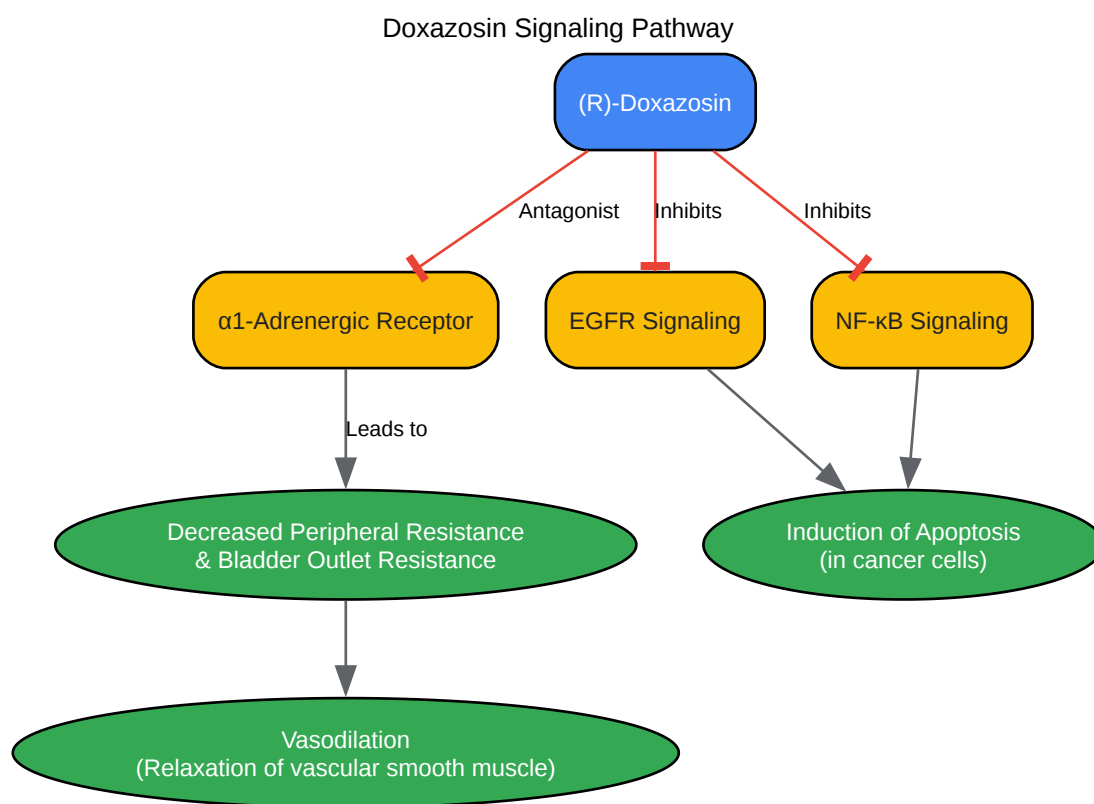 Doxazosin Signaling Pathway
(R)-Doxazosin
Antagonist
Inhibits
Inhibits
α1-Adrenergic Receptor
EGFR Signaling
NF-κB Signaling
Leads to
Decreased Peripheral Resistance
& Bladder Outlet Resistance
Induction of Apoptosis
(in cancer cells)
Vasodilation
(Relaxation of vascular smooth muscle)